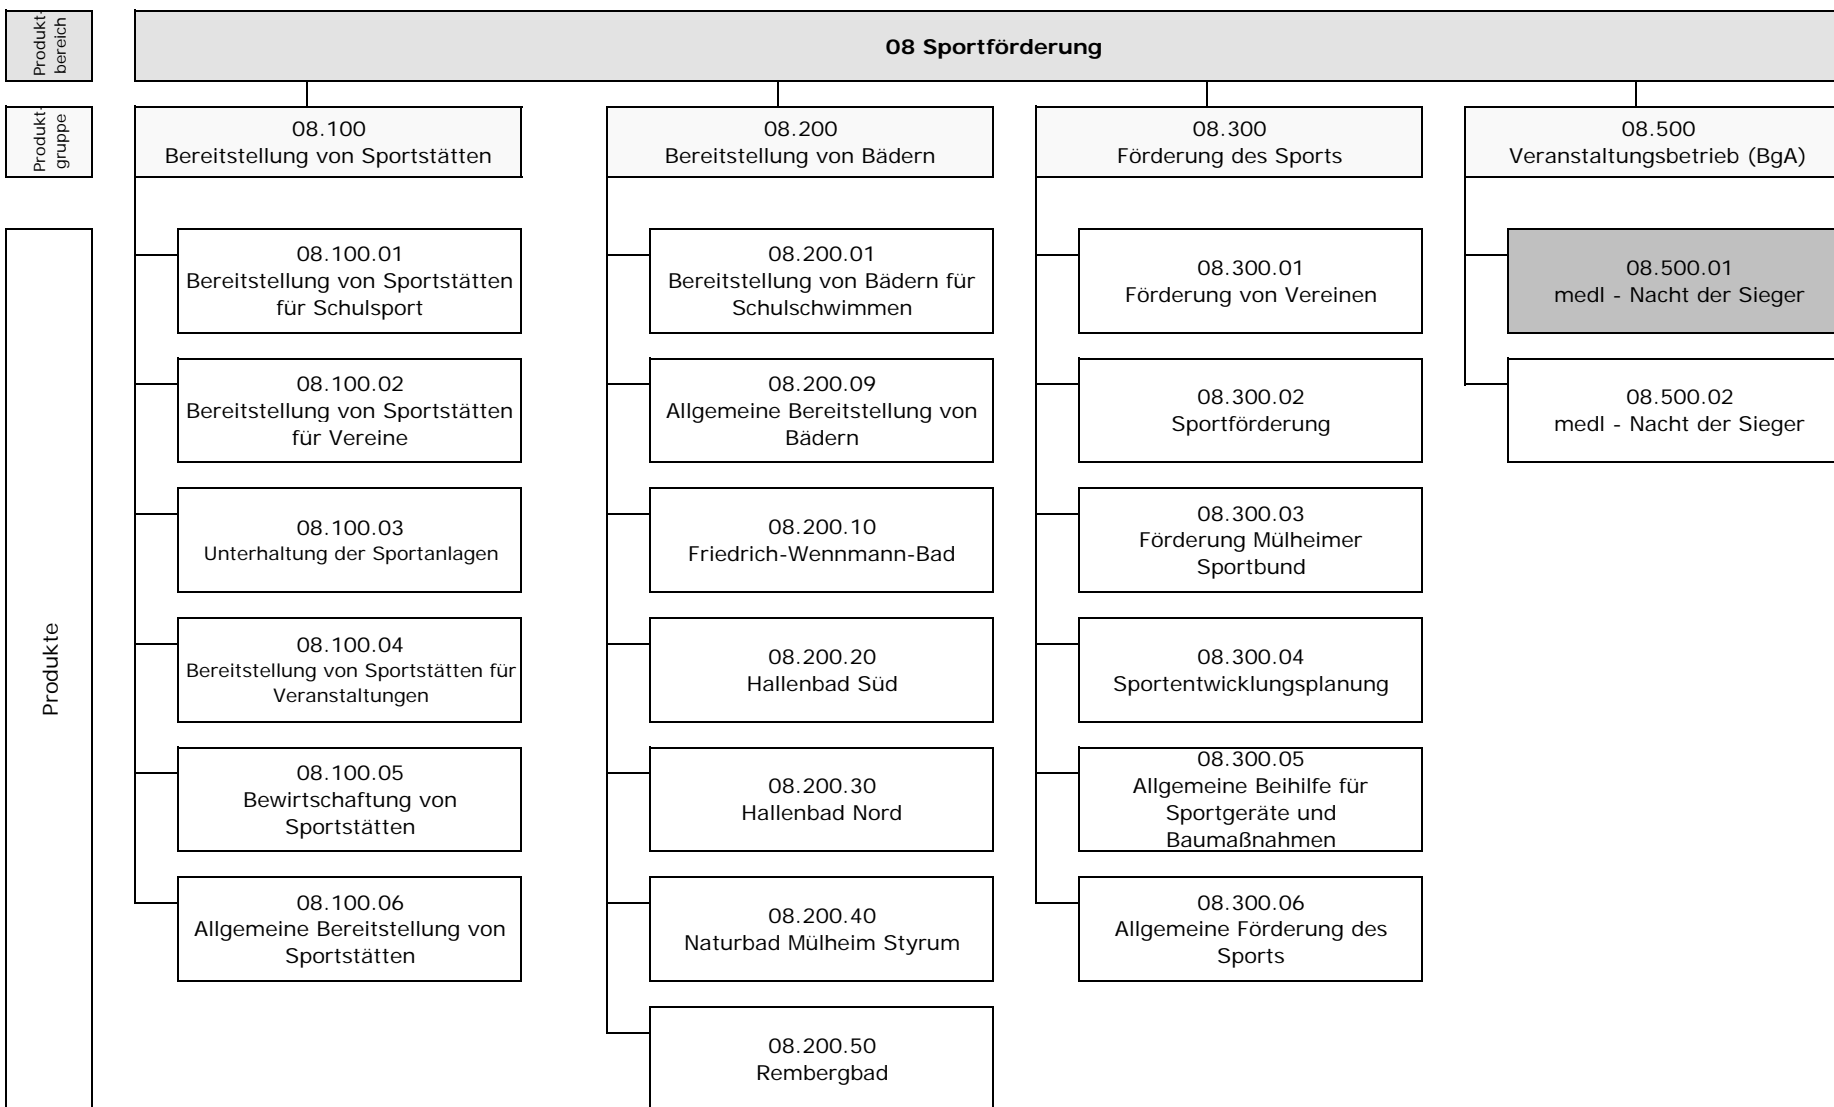 Produkt-
bereich
08 Sportförderung
Produkt-
gruppe
08.100
Bereitstellung von Sportstätten
08.200
Bereitstellung von Bädern
08.300
Förderung des Sports
08.500
Veranstaltungsbetrieb (BgA)
Produkte
08.100.01
Bereitstellung von Sportstätten
für Schulsport
08.100.02
Bereitstellung von Sportstätten
für Vereine
08.100.03
Unterhaltung der Sportanlagen
08.100.04
Bereitstellung von Sportstätten für
Veranstaltungen
08.100.05
Bewirtschaftung von
Sportstätten
08.100.06
Allgemeine Bereitstellung von
Sportstätten
08.200.01
Bereitstellung von Bädern für
Schulschwimmen
08.200.09
Allgemeine Bereitstellung von
Bädern
08.200.10
Friedrich-Wennmann-Bad
08.200.20
Hallenbad Süd
08.200.30
Hallenbad Nord
08.200.40
Naturbad Mülheim Styrum
08.200.50
Rembergbad
08.300.01
Förderung von Vereinen
08.300.02
Sportförderung
08.300.03
Förderung Mülheimer
Sportbund
08.300.04
Sportentwicklungsplanung
08.300.05
Allgemeine Beihilfe für
Sportgeräte und
Baumaßnahmen
08.300.06
Allgemeine Förderung des
Sports
08.500.01
medl - Nacht der Sieger
08.500.02
medl - Nacht der Sieger